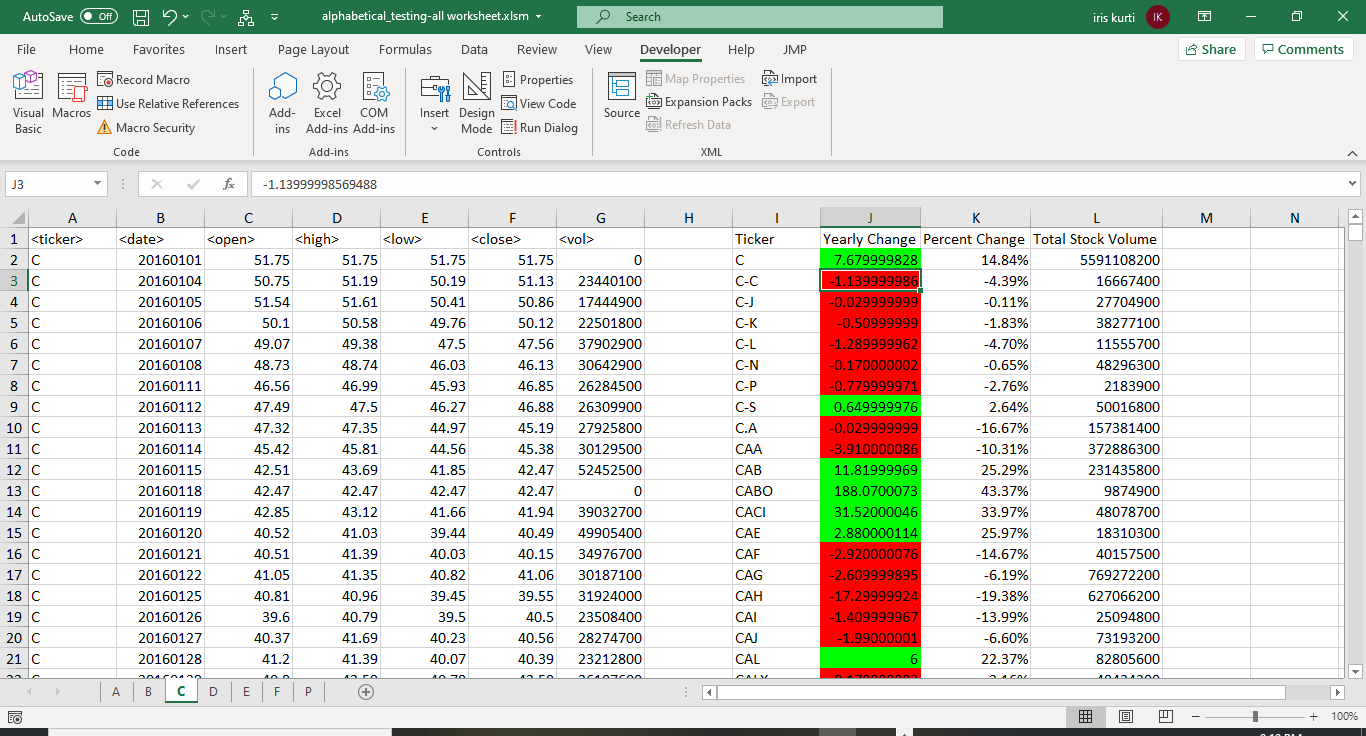 AutoSave Off alphabetical_testing-all worksheet.xlsm Search iris kurti IK
File Home Favorites Insert Page Layout Formulas Data Review View Developer Help JMP Share Comments
Visual Basic
Macros
Record Macro
Use Relative References
Macro Security
Code
Add-ins
Excel Add-ins
COM Add-ins
Add-ins
Insert
Design Mode
Properties
View Code
Run Dialog
Controls
Source
Map Properties
Expansion Packs
Refresh Data
Import
Export
XML
J3 fx -1.13999998569488
A B C D E F G H I J K L M N
1 <ticker> <date> <open> <high> <low> <close> <vol> Ticker Yearly Change Percent Change Total Stock Volume
2 C 20160101 51.75 51.75 51.75 51.75 0 C 7.679999828 14.84% 5591108200
3 C 20160104 50.75 51.19 50.19 51.13 23440100 C-C -1.139999986 -4.39% 16667400
4 C 20160105 51.54 51.61 50.41 50.86 17444900 C-J -0.029999999 -0.11% 27704900
5 C 20160106 50.1 50.58 49.76 50.12 22501800 C-K -0.50999999 -1.83% 38277100
6 C 20160107 49.07 49.38 47.5 47.56 37902900 C-L -1.289999962 -4.70% 11555700
7 C 20160108 48.73 48.74 46.03 46.13 30642900 C-N -0.170000002 -0.65% 48296300
8 C 20160111 46.56 46.99 45.93 46.85 26284500 C-P -0.779999971 -2.76% 2183900
9 C 20160112 47.49 47.5 46.27 46.88 26309900 C-S 0.649999976 2.64% 50016800
10 C 20160113 47.32 47.35 44.97 45.19 27925800 C.A -0.029999999 -16.67% 157381400
11 C 20160114 45.42 45.81 44.56 45.38 30129500 CAA -3.910000086 -10.31% 372886300
12 C 20160115 42.51 43.69 41.85 42.47 52452500 CAB 11.81999969 25.29% 231435800
13 C 20160118 42.47 42.47 42.47 42.47 0 CABO 188.0700073 43.37% 9874900
14 C 20160119 42.85 43.12 41.66 41.94 39032700 CACI 31.52000046 33.97% 48078700
15 C 20160120 40.52 41.03 39.44 40.49 49905400 CAE 2.880000114 25.97% 18310300
16 C 20160121 40.51 41.39 40.03 40.15 34976700 CAF -2.920000076 -14.67% 40157500
17 C 20160122 41.05 41.35 40.82 41.06 30187100 CAG -2.609999895 -6.19% 769272200
18 C 20160125 40.81 40.96 39.45 39.55 31924000 CAH -17.29999924 -19.38% 627066200
19 C 20160126 39.6 40.79 39.5 40.5 23508400 CAI -1.409999967 -13.99% 25094800
20 C 20160127 40.37 41.69 40.23 40.56 28274700 CAJ -1.99000001 -6.60% 73193200
21 C 20160128 41.2 41.39 40.07 40.39 23212800 CAL 6 22.37% 82805600
A B C D E F P
100%